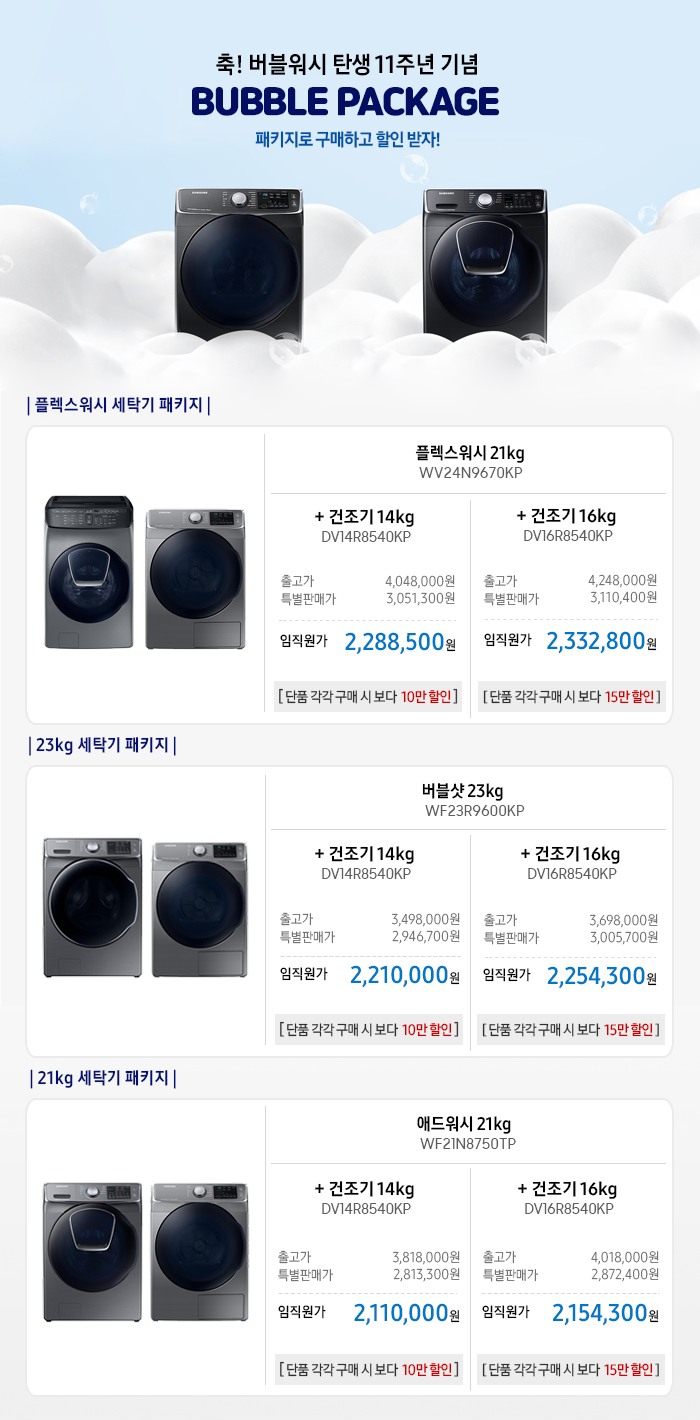 축! 버블워시 탄생 11주년 기념
BUBBLE PACKAGE
패키지로 구매하고 할인 받자!
SAMSUNG
SAMSUNG
| 플렉스워시 세탁기 패키지 |
플렉스워시 21kg
WV24N9670KP
+ 건조기 14kg
DV14R8540KP
출고가 4,048,000원
특별판매가 3,051,300원
임직원가 2,288,500원
[ 단품 각각 구매 시 보다 10만 할인 ]
+ 건조기 16kg
DV16R8540KP
출고가 4,248,000원
특별판매가 3,110,400원
임직원가 2,332,800원
[ 단품 각각 구매 시 보다 15만 할인 ]
| 23kg 세탁기 패키지 |
버블샷 23kg
WF23R9600KP
+ 건조기 14kg
DV14R8540KP
출고가 3,498,000원
특별판매가 2,946,700원
임직원가 2,210,000원
[ 단품 각각 구매 시 보다 10만 할인 ]
+ 건조기 16kg
DV16R8540KP
출고가 3,698,000원
특별판매가 3,005,700원
임직원가 2,254,300원
[ 단품 각각 구매 시 보다 15만 할인 ]
| 21kg 세탁기 패키지 |
애드워시 21kg
WF21N8750TP
+ 건조기 14kg
DV14R8540KP
출고가 3,818,000원
특별판매가 2,813,300원
임직원가 2,110,000원
[ 단품 각각 구매 시 보다 10만 할인 ]
+ 건조기 16kg
DV16R8540KP
출고가 4,018,000원
특별판매가 2,872,400원
임직원가 2,154,300원
[ 단품 각각 구매 시 보다 15만 할인 ]